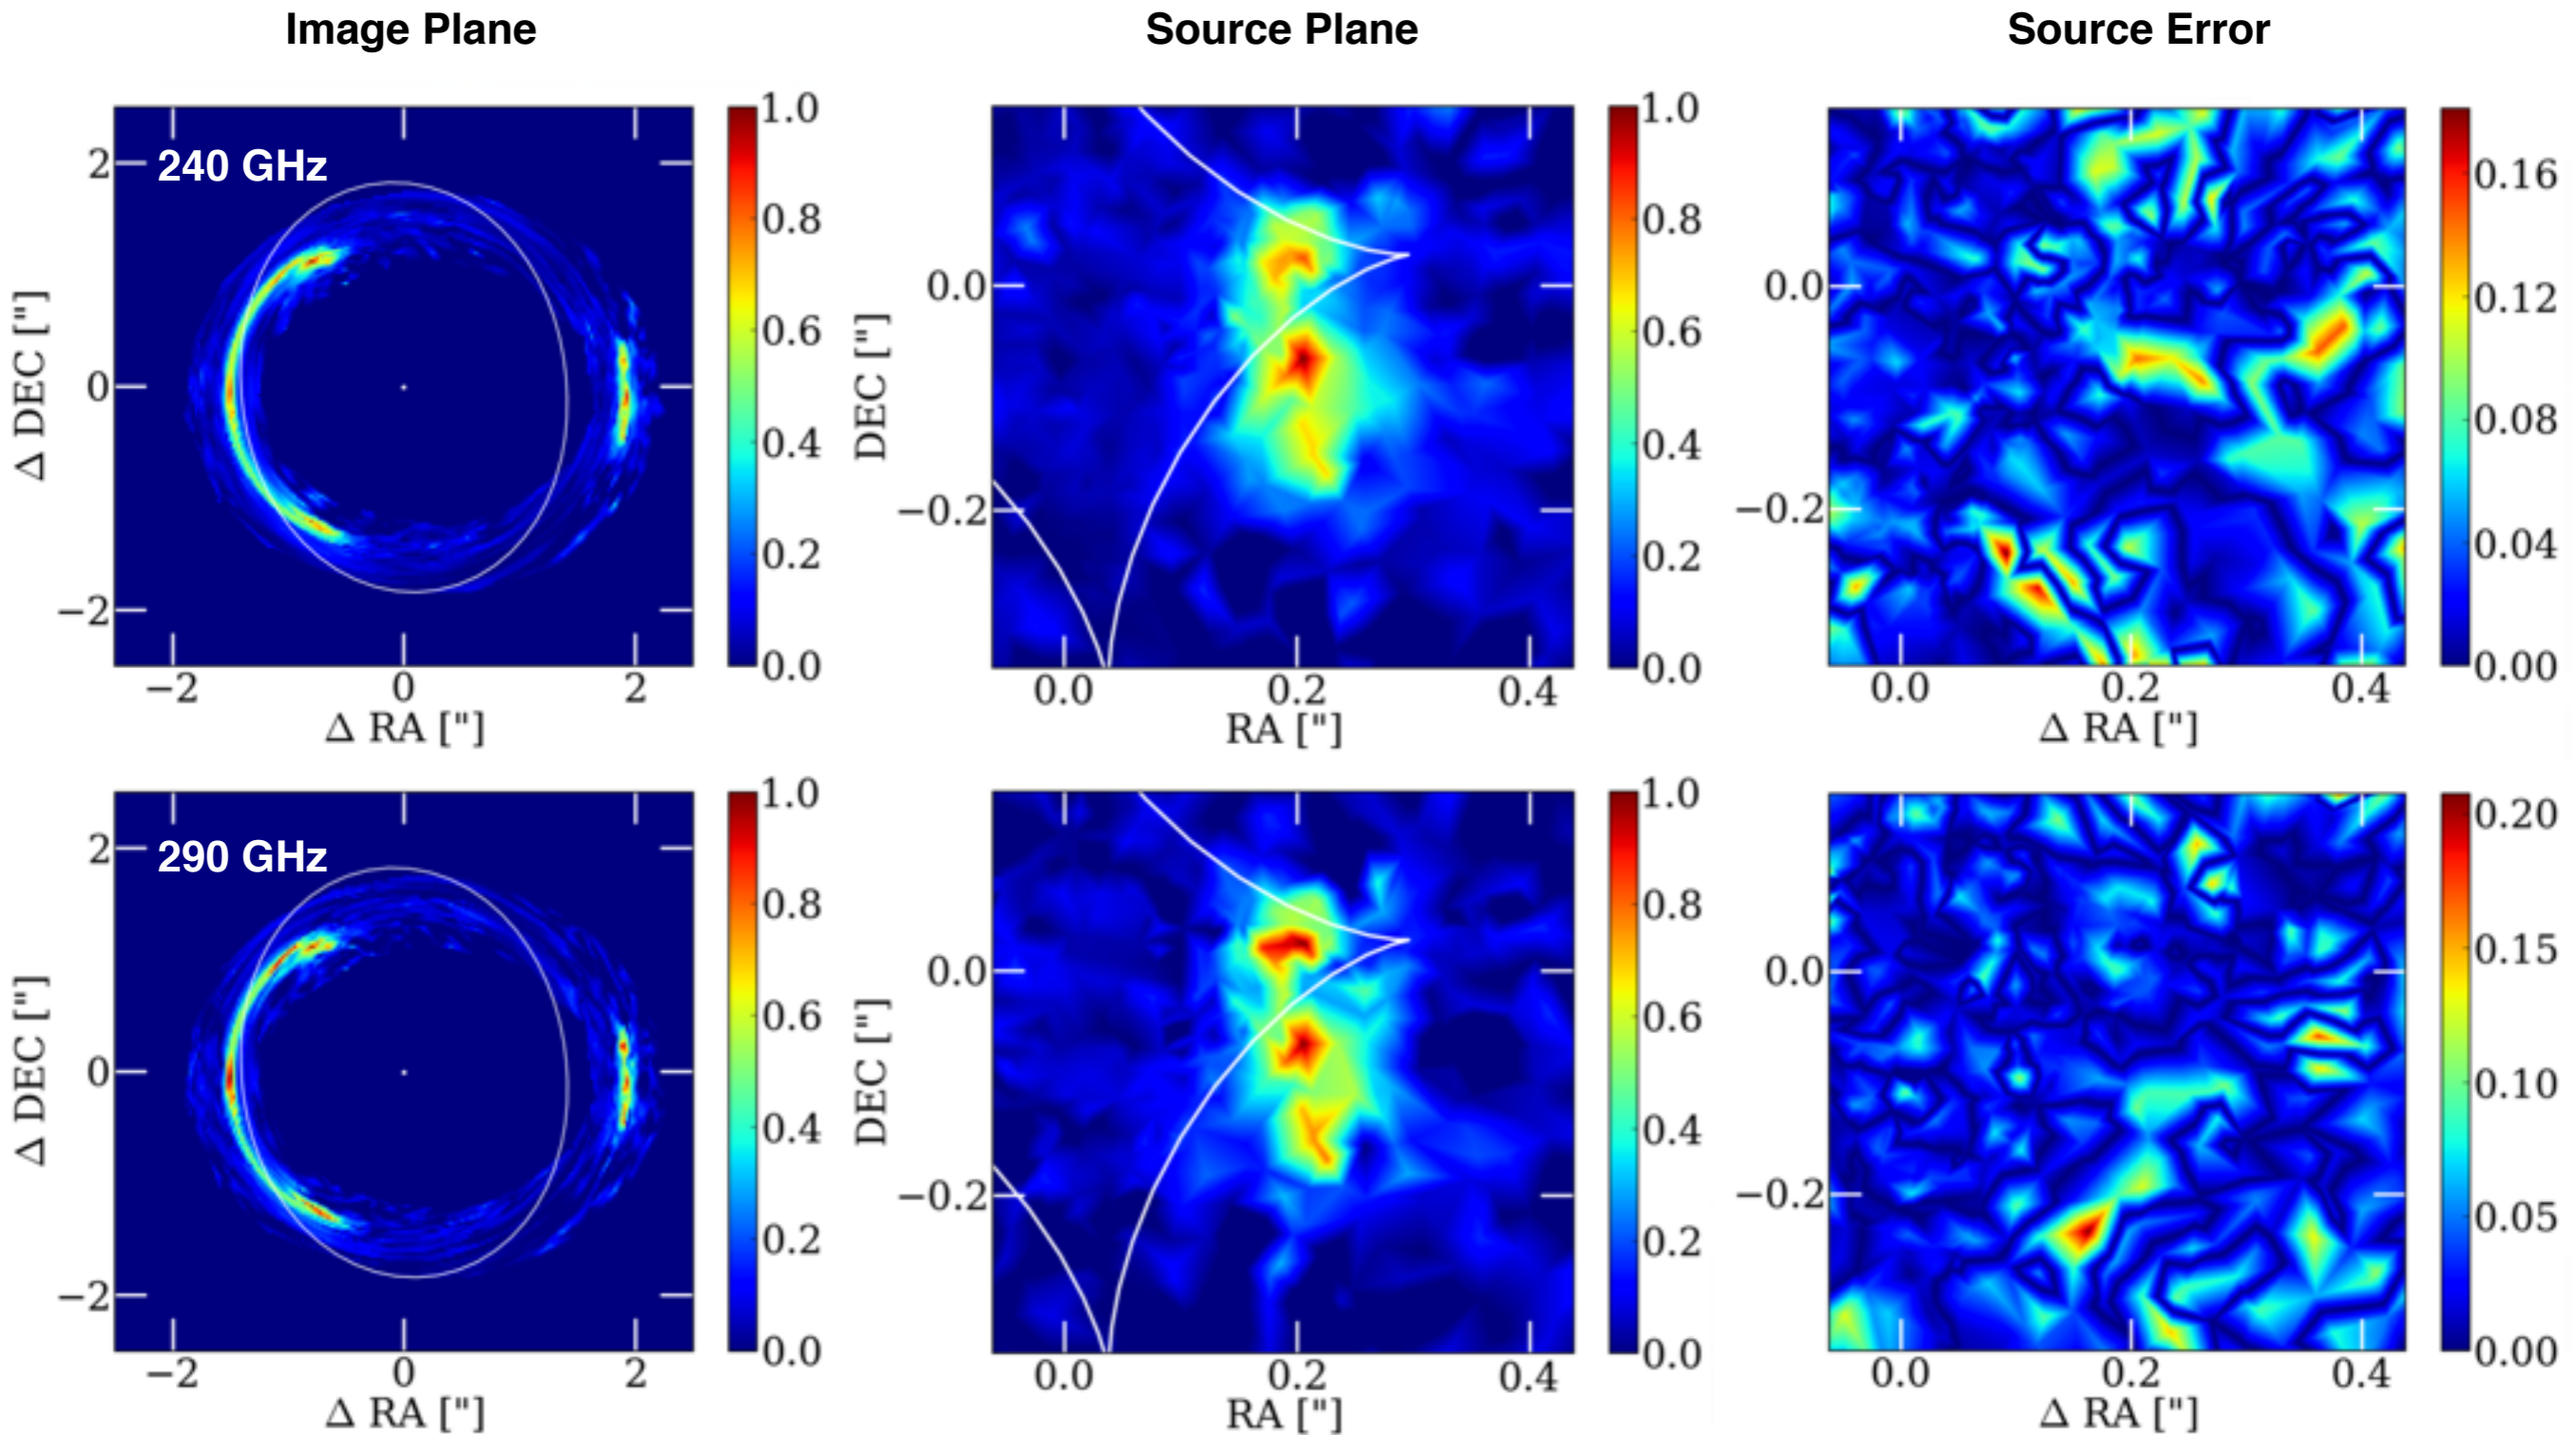 Image Plane
Source Plane
Source Error
240 GHz
2
0
−2
Δ DEC ["]
−2 0 2
Δ RA ["]
1.0
0.8
0.6
0.4
0.2
0.0
DEC ["]
0.0
−0.2
0.0 0.2 0.4
RA ["]
1.0
0.8
0.6
0.4
0.2
0.0
0.0
−0.2
0.0 0.2 0.4
Δ RA ["]
0.16
0.12
0.08
0.04
0.00
290 GHz
2
0
−2
Δ DEC ["]
−2 0 2
Δ RA ["]
1.0
0.8
0.6
0.4
0.2
0.0
DEC ["]
0.0
−0.2
0.0 0.2 0.4
RA ["]
1.0
0.8
0.6
0.4
0.2
0.0
0.0
−0.2
0.0 0.2 0.4
Δ RA ["]
0.20
0.15
0.10
0.05
0.00